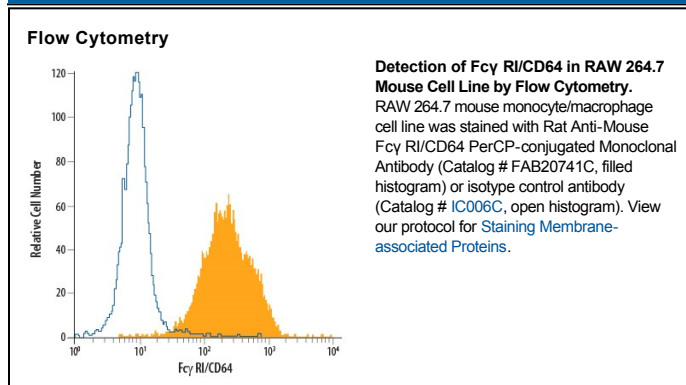 Flow Cytometry
Detection of Fcγ RI/CD64 in RAW 264.7
Mouse Cell Line by Flow Cytometry.
RAW 264.7 mouse monocyte/macrophage
cell line was stained with Rat Anti-Mouse
Fcγ RI/CD64 PerCP-conjugated Monoclonal
Antibody (Catalog # FAB20741C, filled
histogram) or isotype control antibody
(Catalog # IC006C, open histogram). View
our protocol for Staining Membrane-
associated Proteins.
Relative Cell Number
120
100
80
60
40
20
0
10⁰ 10¹ 10² 10³ 10⁴
Fcγ RI/CD64